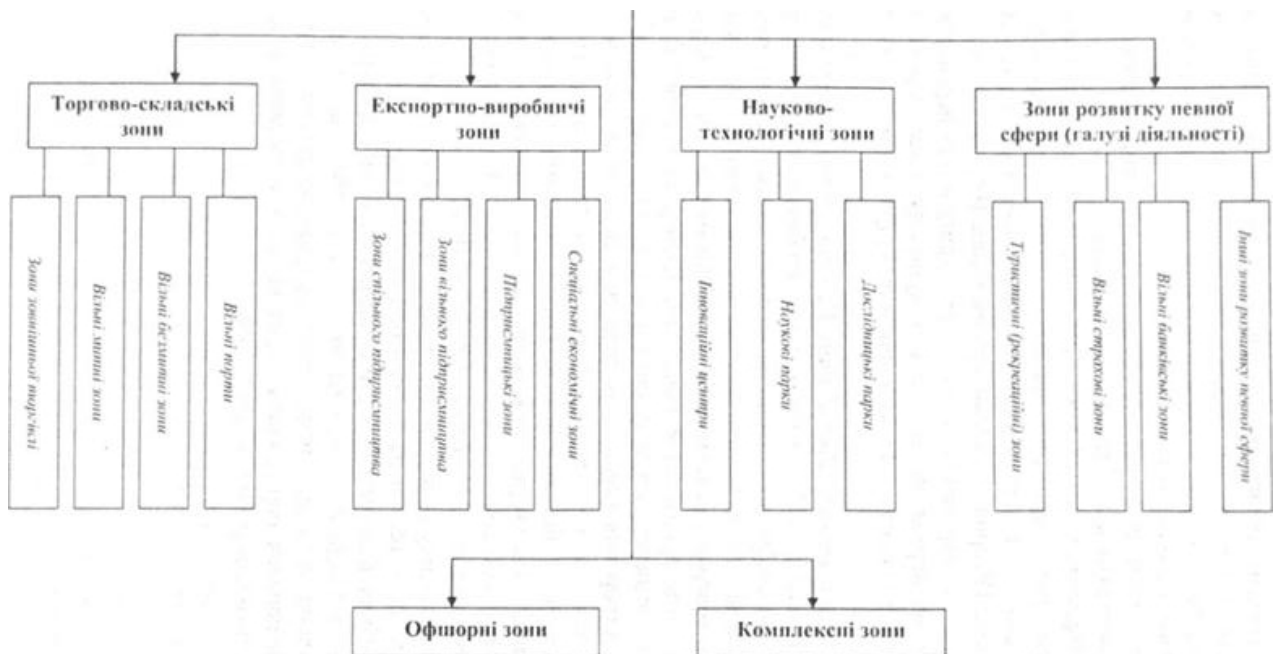 Торгово-складські
зони
Експортно-виробничі
зони
Науково-
технологічні зони
Зони розвитку певної
сфери (галузі діяльності)
Зони зовнішньої торгівлі
Вільні митні зони
Вільні безмитні зони
Вільні порти
Зони спільного підприємництва
Зони вільного підприємництва
Підприємницькі зони
Спеціальні економічні зони
Інноваційні центри
Наукові парки
Дослідницькі парки
Туристичні (рекреаційні) зони
Вільні страхові зони
Вільні банківські зони
Інші зони розвитку певної сфери
Офшорні зони
Комплексні зони